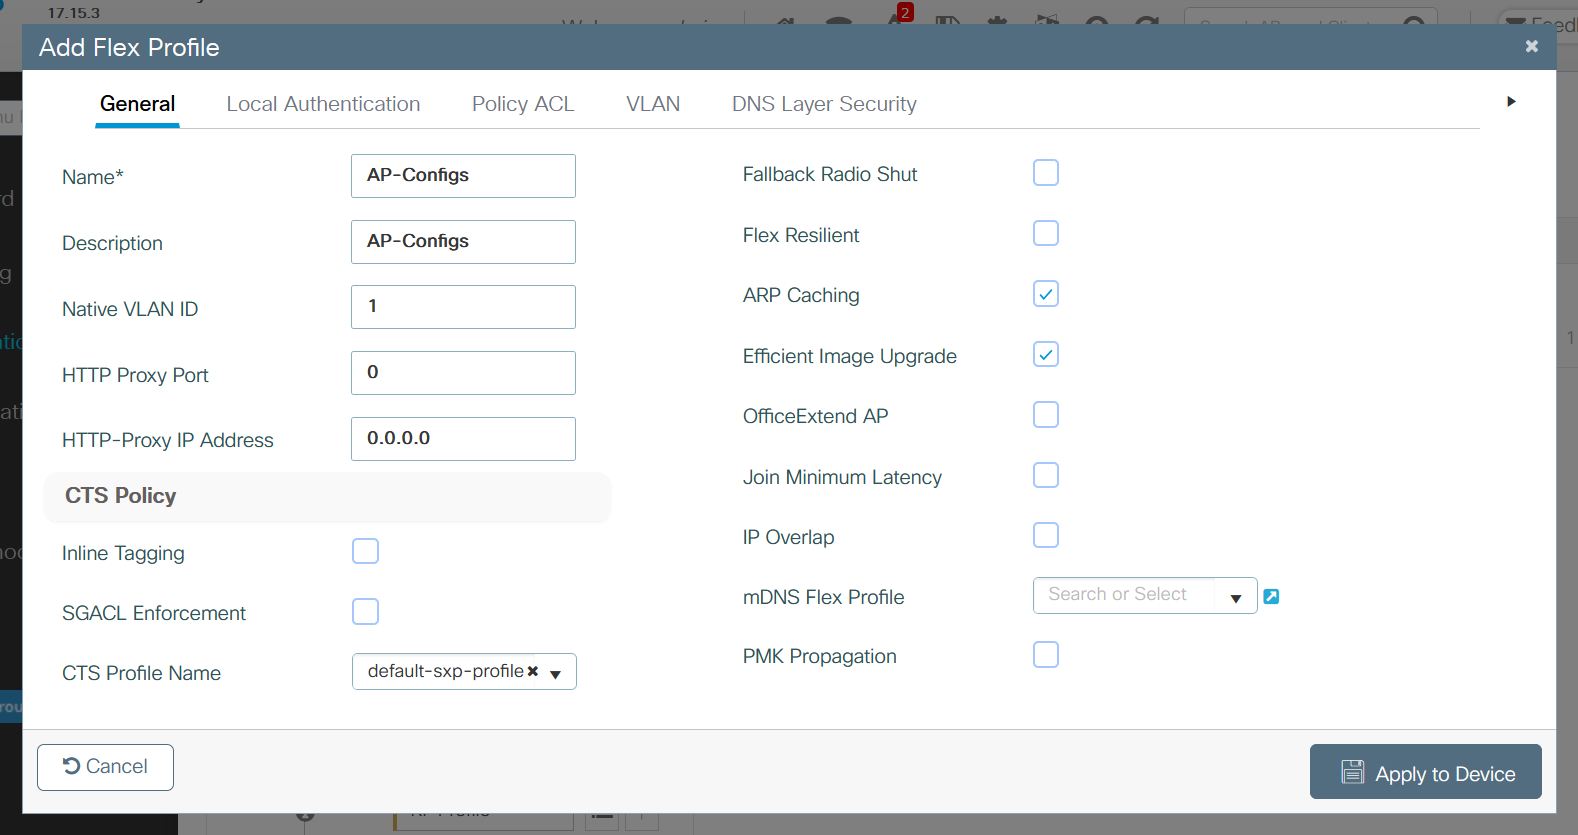 17.15.3
2
Add Flex Profile
General
Local Authentication
Policy ACL
VLAN
DNS Layer Security
Name*
AP-Configs
Description
AP-Configs
Native VLAN ID
1
HTTP Proxy Port
0
HTTP-Proxy IP Address
0.0.0.0
CTS Policy
Inline Tagging
SGACL Enforcement
CTS Profile Name
default-sxp-profile
Fallback Radio Shut
Flex Resilient
ARP Caching
Efficient Image Upgrade
OfficeExtend AP
Join Minimum Latency
IP Overlap
mDNS Flex Profile
Search or Select
PMK Propagation
Cancel
Apply to Device